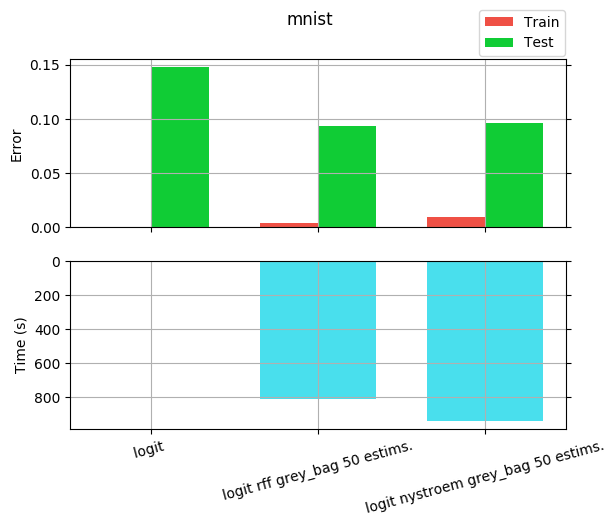 mnist
Train
Test
0.15
0.10
0.05
0.00
Error
0
200
400
600
800
Time (s)
logit
logit rff grey_bag 50 estims.
logit nystroem grey_bag 50 estims.